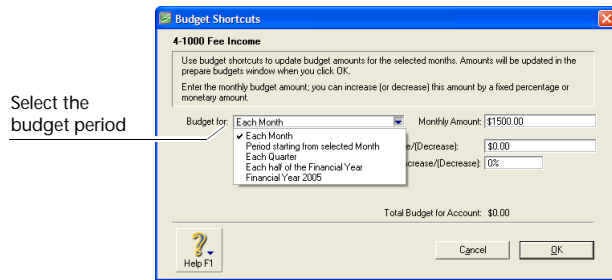 Budget Shortcuts
4-1000 Fee Income
Use budget shortcuts to update budget amounts for the selected months. Amounts will be updated in the
prepare budgets window when you click OK.
Enter the monthly budget amount; you can increase (or decrease) this amount by a fixed percentage or
monetary amount.
Select the
budget period
Budget for: Each Month Monthly Amount: $1500.00
✓ Each Month
Period starting from selected Month
Each Quarter
Each half of the Financial Year
Financial Year 2005
e/(Decrease): $0.00
crease/(Decrease): 0%
Total Budget for Account: $0.00
Help F1
Cancel
OK